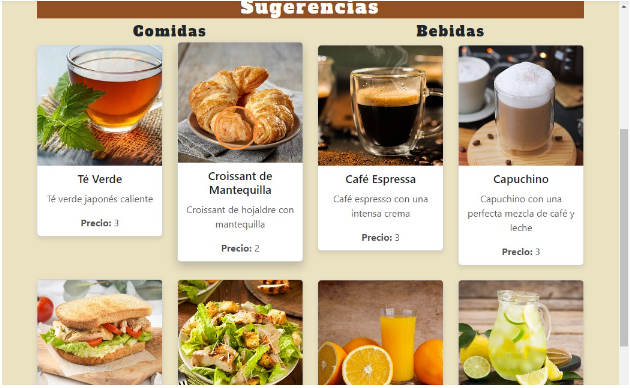 Sugerencias
Comidas
Bebidas
Té Verde
Té verde japonés caliente
Precio: 3
Croissant de
Mantequilla
Croissant de hojaldre con
mantequilla
Precio: 2
Café Espressa
Café espresso con una
intensa crema
Precio: 3
Capuchino
Capuchino con una
perfecta mezcla de café y
leche
Precio: 3